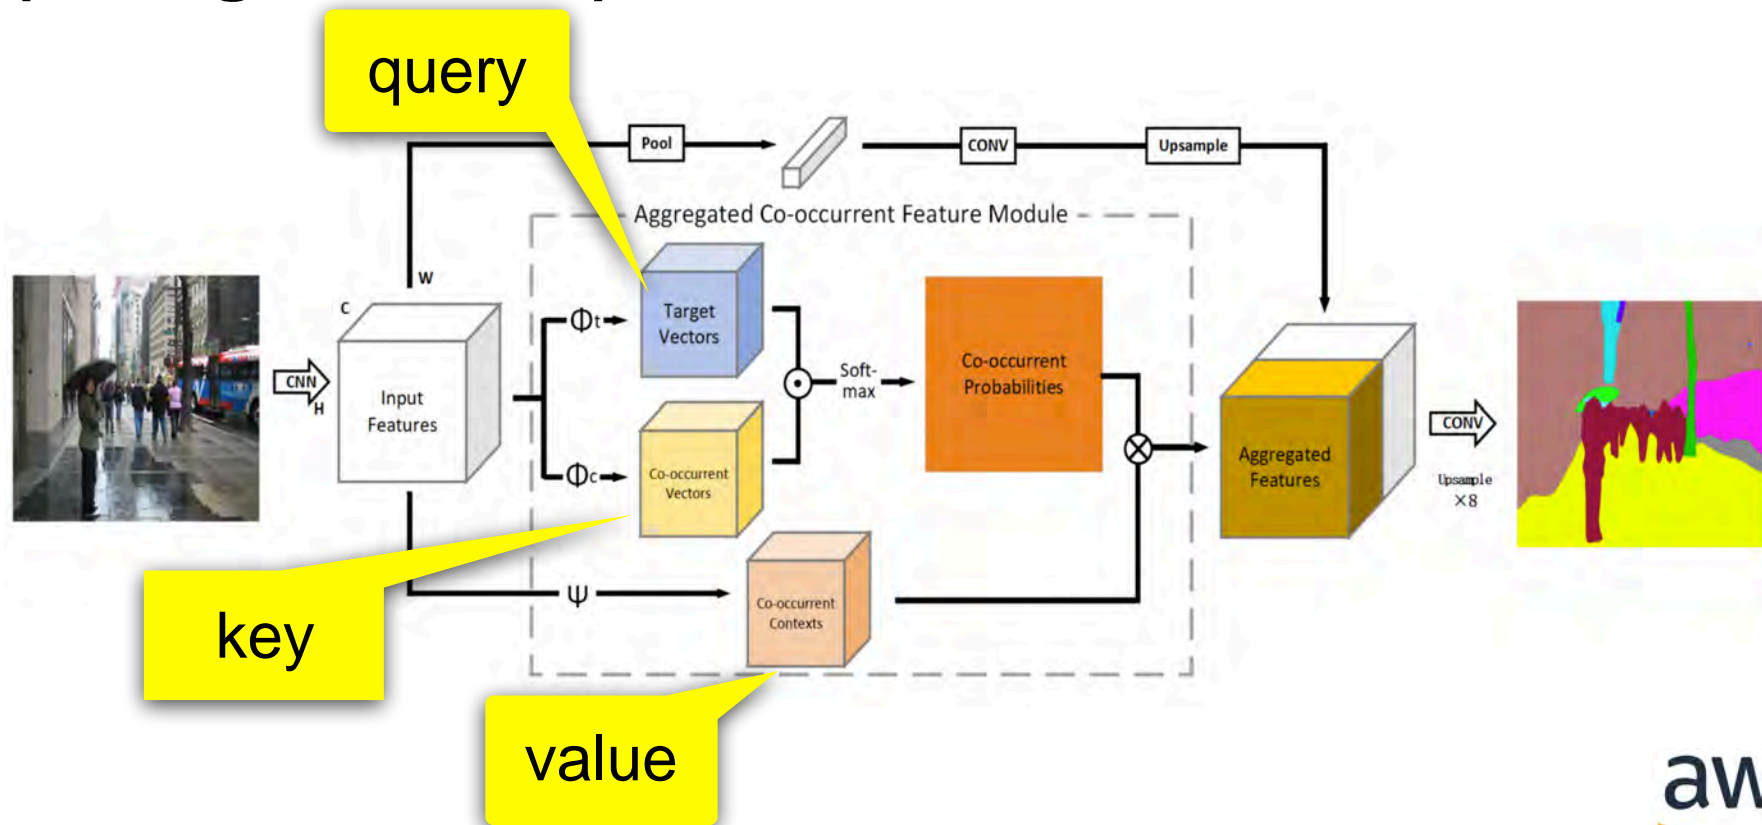 query
Pool
CONV
Upsample
Aggregated Co-occurrent Feature Module
W
C
H
CNN
Input
Features
Φt
Target
Vectors
Φc
Co-occurrent
Vectors
Soft-
max
Co-occurrent
Probabilities
Aggregated
Features
CONV
Upsample
×8
key
Ψ
Co-occurrent
Contexts
value
aw